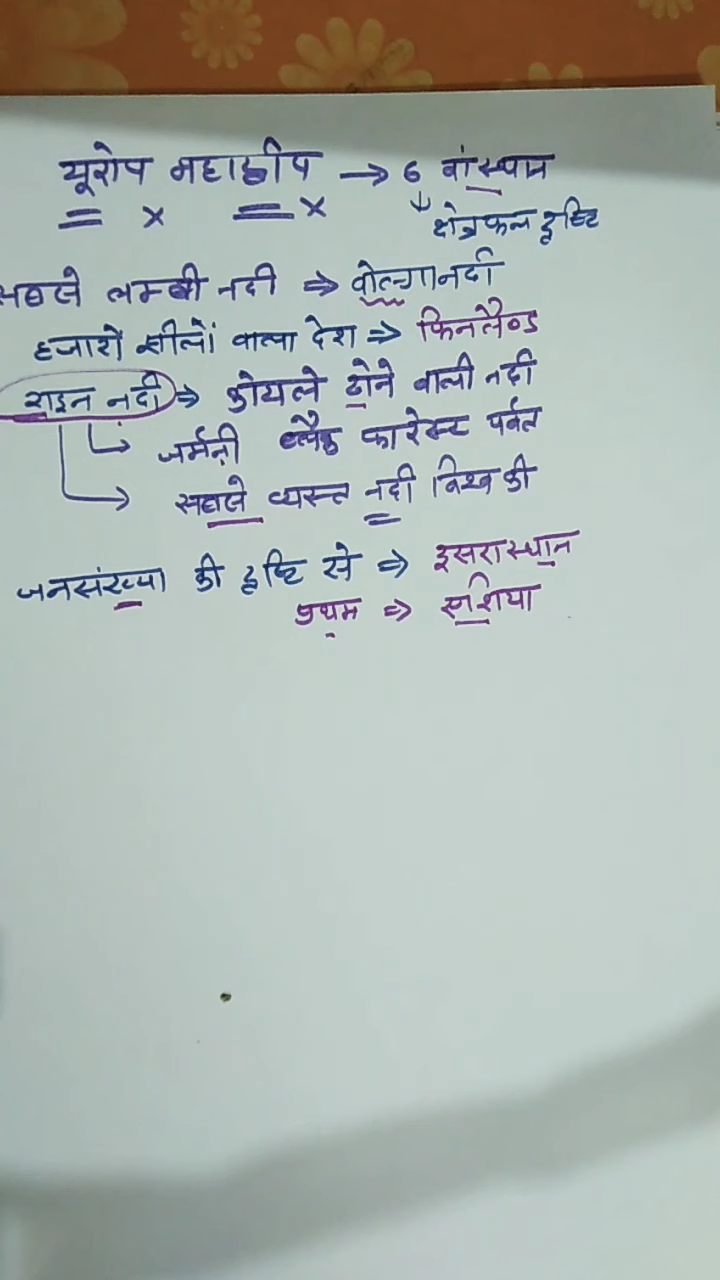 यूरोप महाद्वीप → 6 वां स्थान
क्षेत्रफल दृष्टि
सबसे लम्बी नदी ⇒ वोल्गा नदी
हजारों झीलों वाला देश ⇒ फिनलैण्ड
राइन नदी ⇒ कोयले ढोने वाली नदी
जर्मनी ब्लैक फारेस्ट पर्वत
सबसे व्यस्त नदी विश्व की
जनसंख्या की दृष्टि से ⇒ दूसरा स्थान
प्रथम ⇒ एशिया